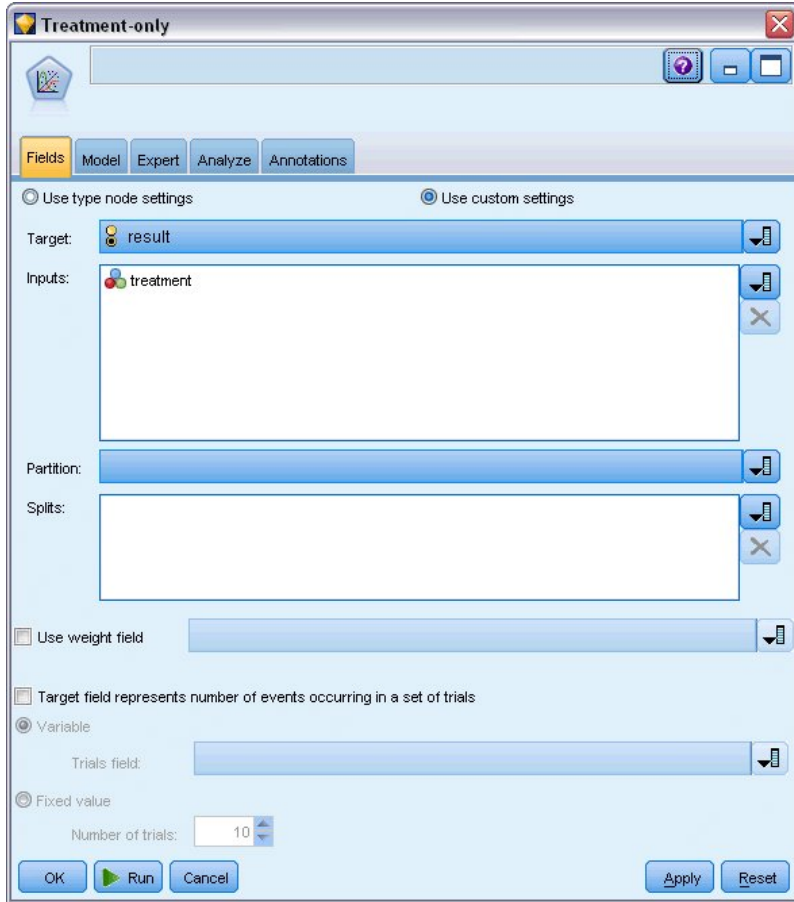 Treatment-only
Fields Model Expert Analyze Annotations
Use type node settings Use custom settings
Target: result
Inputs: treatment
Partition:
Splits:
Use weight field
Target field represents number of events occurring in a set of trials
Variable
Trials field:
Fixed value
Number of trials: 10
OK Run Cancel Apply Reset